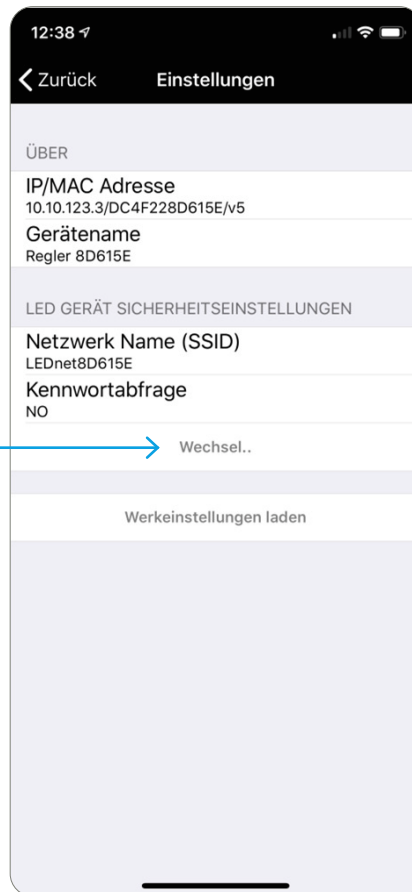 12:38
Zurück Einstellungen
ÜBER
IP/MAC Adresse
10.10.123.3/DC4F228D615E/v5
Gerätename
Regler 8D615E
LED GERÄT SICHERHEITSEINSTELLUNGEN
Netzwerk Name (SSID)
LEDnet8D615E
Kennwortabfrage
NO
Wechsel..
Werkeinstellungen laden